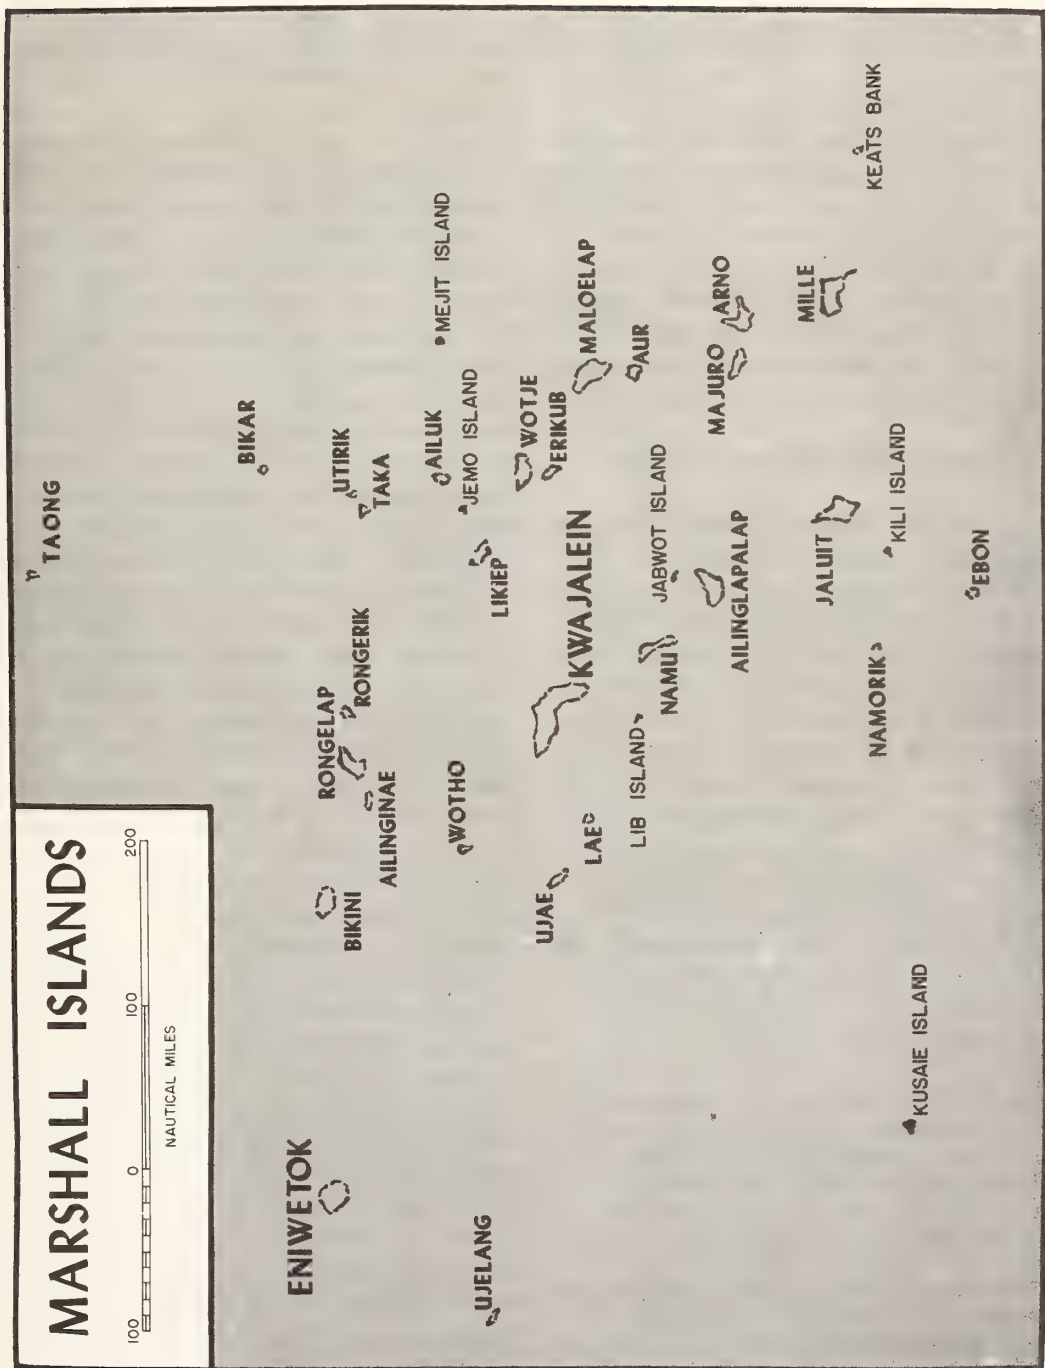 MARSHALL ISLANDS
100 0 100 200
NAUTICAL MILES
TAONG
BIKAR
ENIWETOK
BIKINI
RONGELAP
RONGERIK
AILINGINAE
UTIRIK
TAKA
MEJIT ISLAND
AILUK
JEMO ISLAND
WOTHO
LIKIEP
UJELANG
WOTJE
ERIKUB
UJAE
LAE
KWAJALEIN
MALOELAP
LIB ISLAND
NAMU
JABWOT ISLAND
AUR
AILINGLAPALAP
MAJURO
ARNO
JALUIT
MILLE
KEATS BANK
NAMORIK
KILI ISLAND
KUSAIE ISLAND
EBON